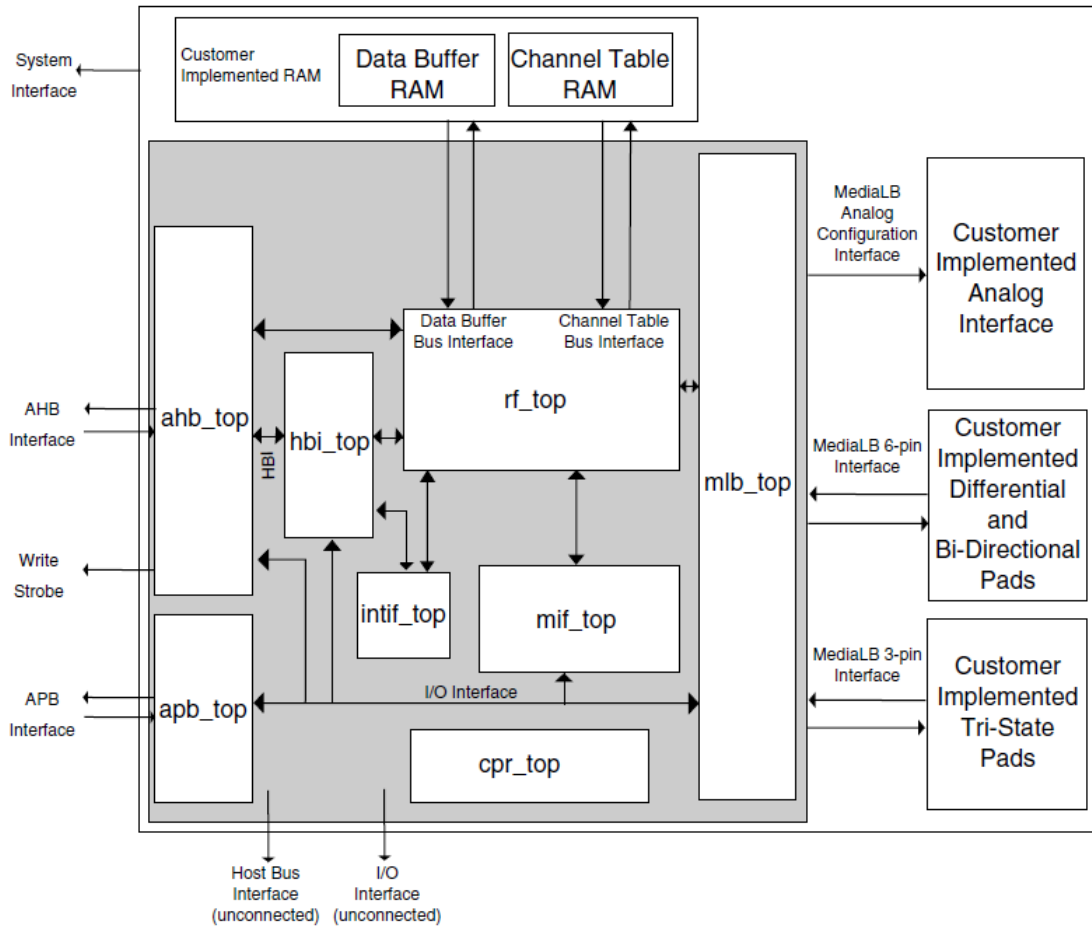 System
Interface
Customer
Implemented RAM
Data Buffer
RAM
Channel Table
RAM
MediaLB
Analog
Configuration
Interface
Customer
Implemented
Analog
Interface
Data Buffer
Bus Interface
Channel Table
Bus Interface
rf_top
AHB
Interface
ahb_top
HBI
hbi_top
mlb_top
MediaLB 6-pin
Interface
Customer
Implemented
Differential
and
Bi-Directional
Pads
Write
Strobe
intif_top
mif_top
APB
Interface
apb_top
I/O Interface
MediaLB 3-pin
Interface
Customer
Implemented
Tri-State
Pads
cpr_top
Host Bus
Interface
(unconnected)
I/O
Interface
(unconnected)